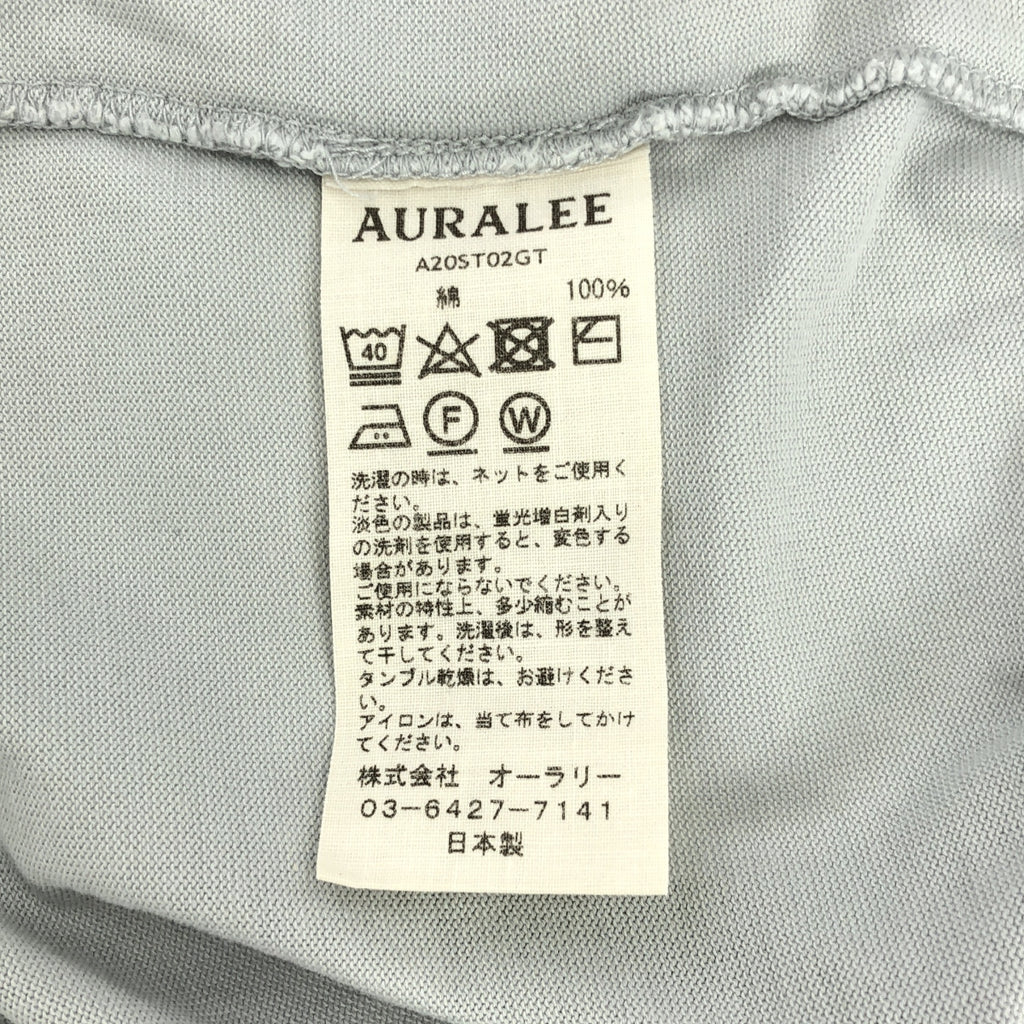 AURALEE
A20ST02GT
綿 100%
40
F W
洗濯の時は、ネットをご使用く
ださい。
淡色の製品は、蛍光増白剤入り
の洗剤を使用すると、変色する
場合があります。
ご使用にならないでください。
素材の特性上、多少縮むことが
あります。洗濯後は、形を整え
て干してください。
タンブル乾燥は、お避けくださ
い。
アイロンは、当て布をしてかけ
てください。
株式会社 オーラリー
03-6427-7141
日本製